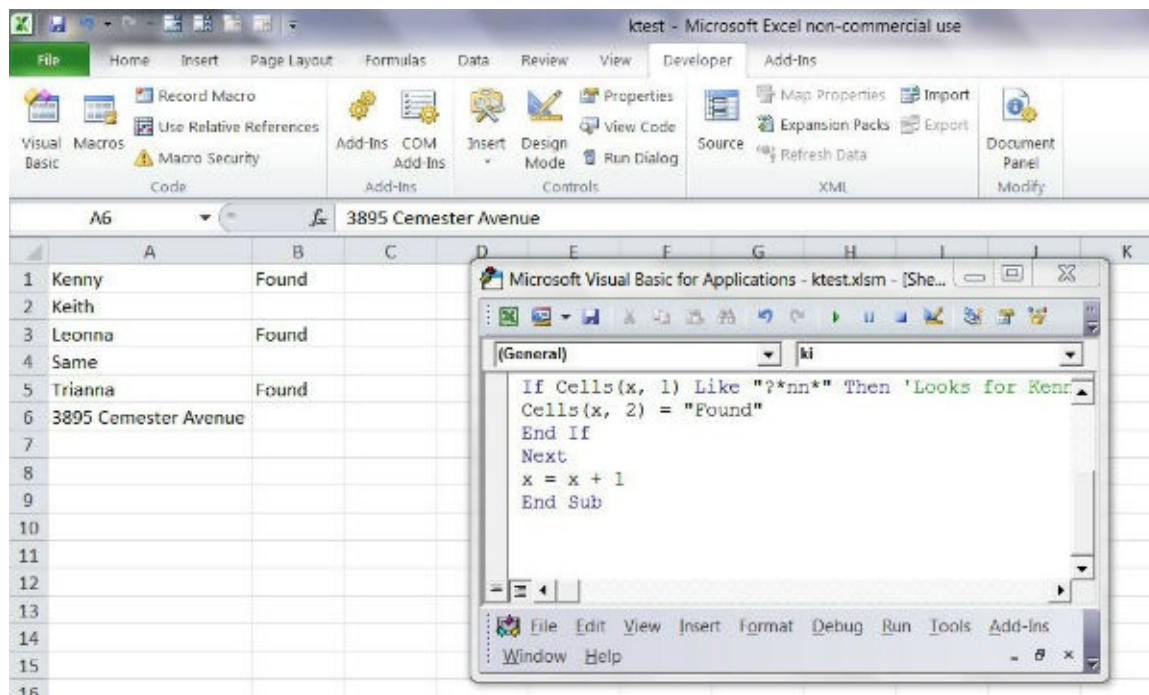 ktest - Microsoft Excel non-commercial use
File Home Insert Page Layout Formulas Data Review View Developer Add-Ins
Visual Basic
Macros
Record Macro
Use Relative References
Macro Security
Code
Add-Ins
COM Add-Ins
Add-Ins
Insert
Design Mode
Properties
View Code
Run Dialog
Controls
Source
Map Properties
Expansion Packs
Refresh Data
Import
Export
XML
Document Panel
Modify
A6 fx 3895 Cemester Avenue
A B C D E F G H I J K
1 Kenny Found
2 Keith
3 Leonna Found
4 Same
5 Trianna Found
6 3895 Cemester Avenue
7
8
9
10
11
12
13
14
15
16
Microsoft Visual Basic for Applications - ktest.xlsm - [She...
(General) ki
If Cells(x, 1) Like "?*nn*" Then 'Looks for Kenn
Cells(x, 2) = "Found"
End If
Next
x = x + 1
End Sub
File Edit View Insert Format Debug Run Tools Add-Ins
Window Help